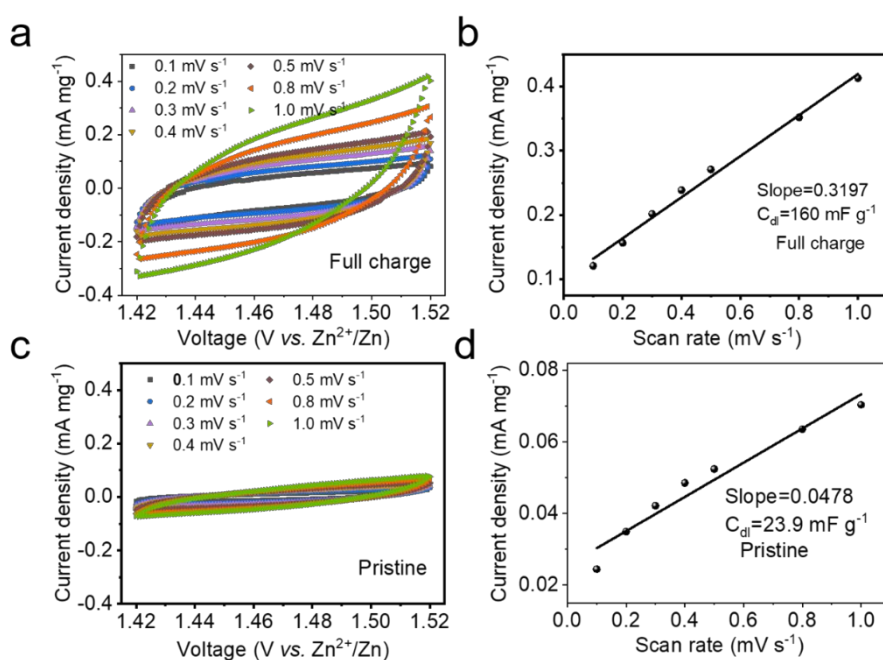 a
0.1 mV s⁻¹
0.5 mV s⁻¹
0.2 mV s⁻¹
0.8 mV s⁻¹
0.3 mV s⁻¹
1.0 mV s⁻¹
0.4 mV s⁻¹
Full charge
Current density (mA mg⁻¹)
0.4
0.2
0.0
-0.2
-0.4
1.42 1.44 1.46 1.48 1.50 1.52
Voltage (V vs. Zn²⁺/Zn)
b
Slope=0.3197
C_dl=160 mF g⁻¹
Full charge
Current density (mA mg⁻¹)
0.4
0.3
0.2
0.1
0.0 0.2 0.4 0.6 0.8 1.0
Scan rate (mV s⁻¹)
c
0.1 mV s⁻¹
0.5 mV s⁻¹
0.2 mV s⁻¹
0.8 mV s⁻¹
0.3 mV s⁻¹
1.0 mV s⁻¹
0.4 mV s⁻¹
Pristine
Current density (mA mg⁻¹)
0.4
0.2
0.0
-0.2
-0.4
1.42 1.44 1.46 1.48 1.50 1.52
Voltage (V vs. Zn²⁺/Zn)
d
Slope=0.0478
C_dl=23.9 mF g⁻¹
Pristine
Current density (mA mg⁻¹)
0.08
0.06
0.04
0.02
0.0 0.2 0.4 0.6 0.8 1.0
Scan rate (mV s⁻¹)